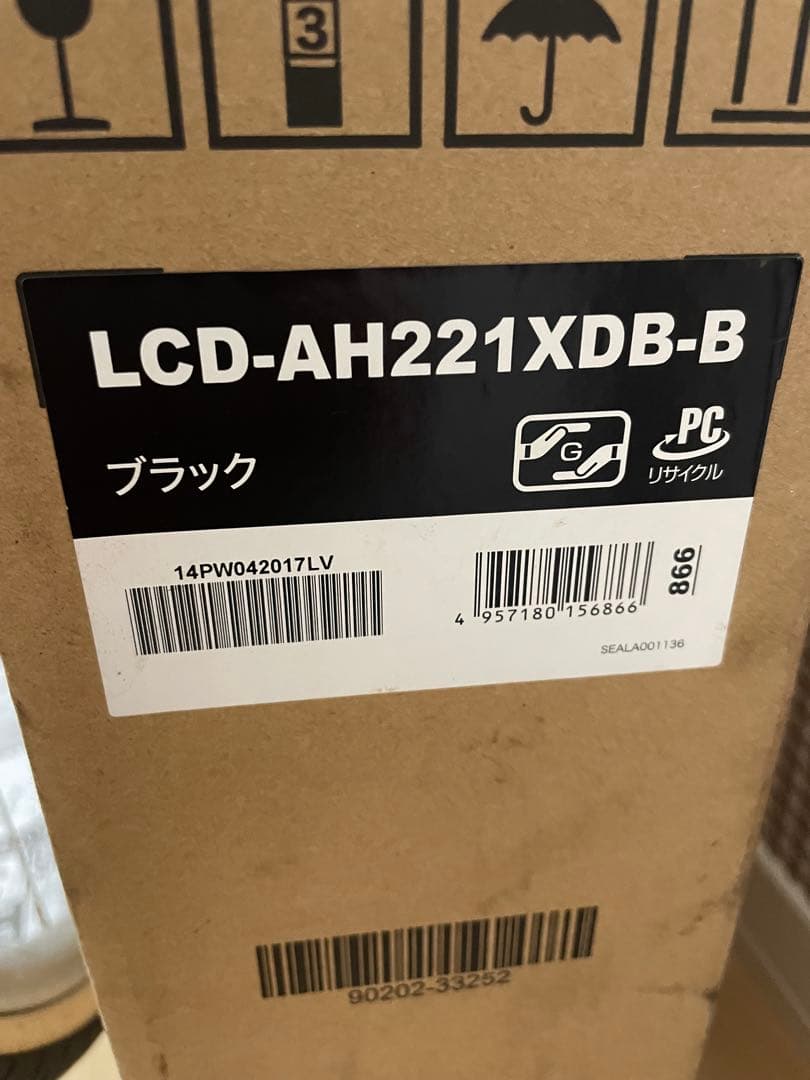 3
LCD-AH221XDB-B
ブラック
G
PC
リサイクル
14PW042017LV
4 957180 156866
866
SEALA001136
90202-33252